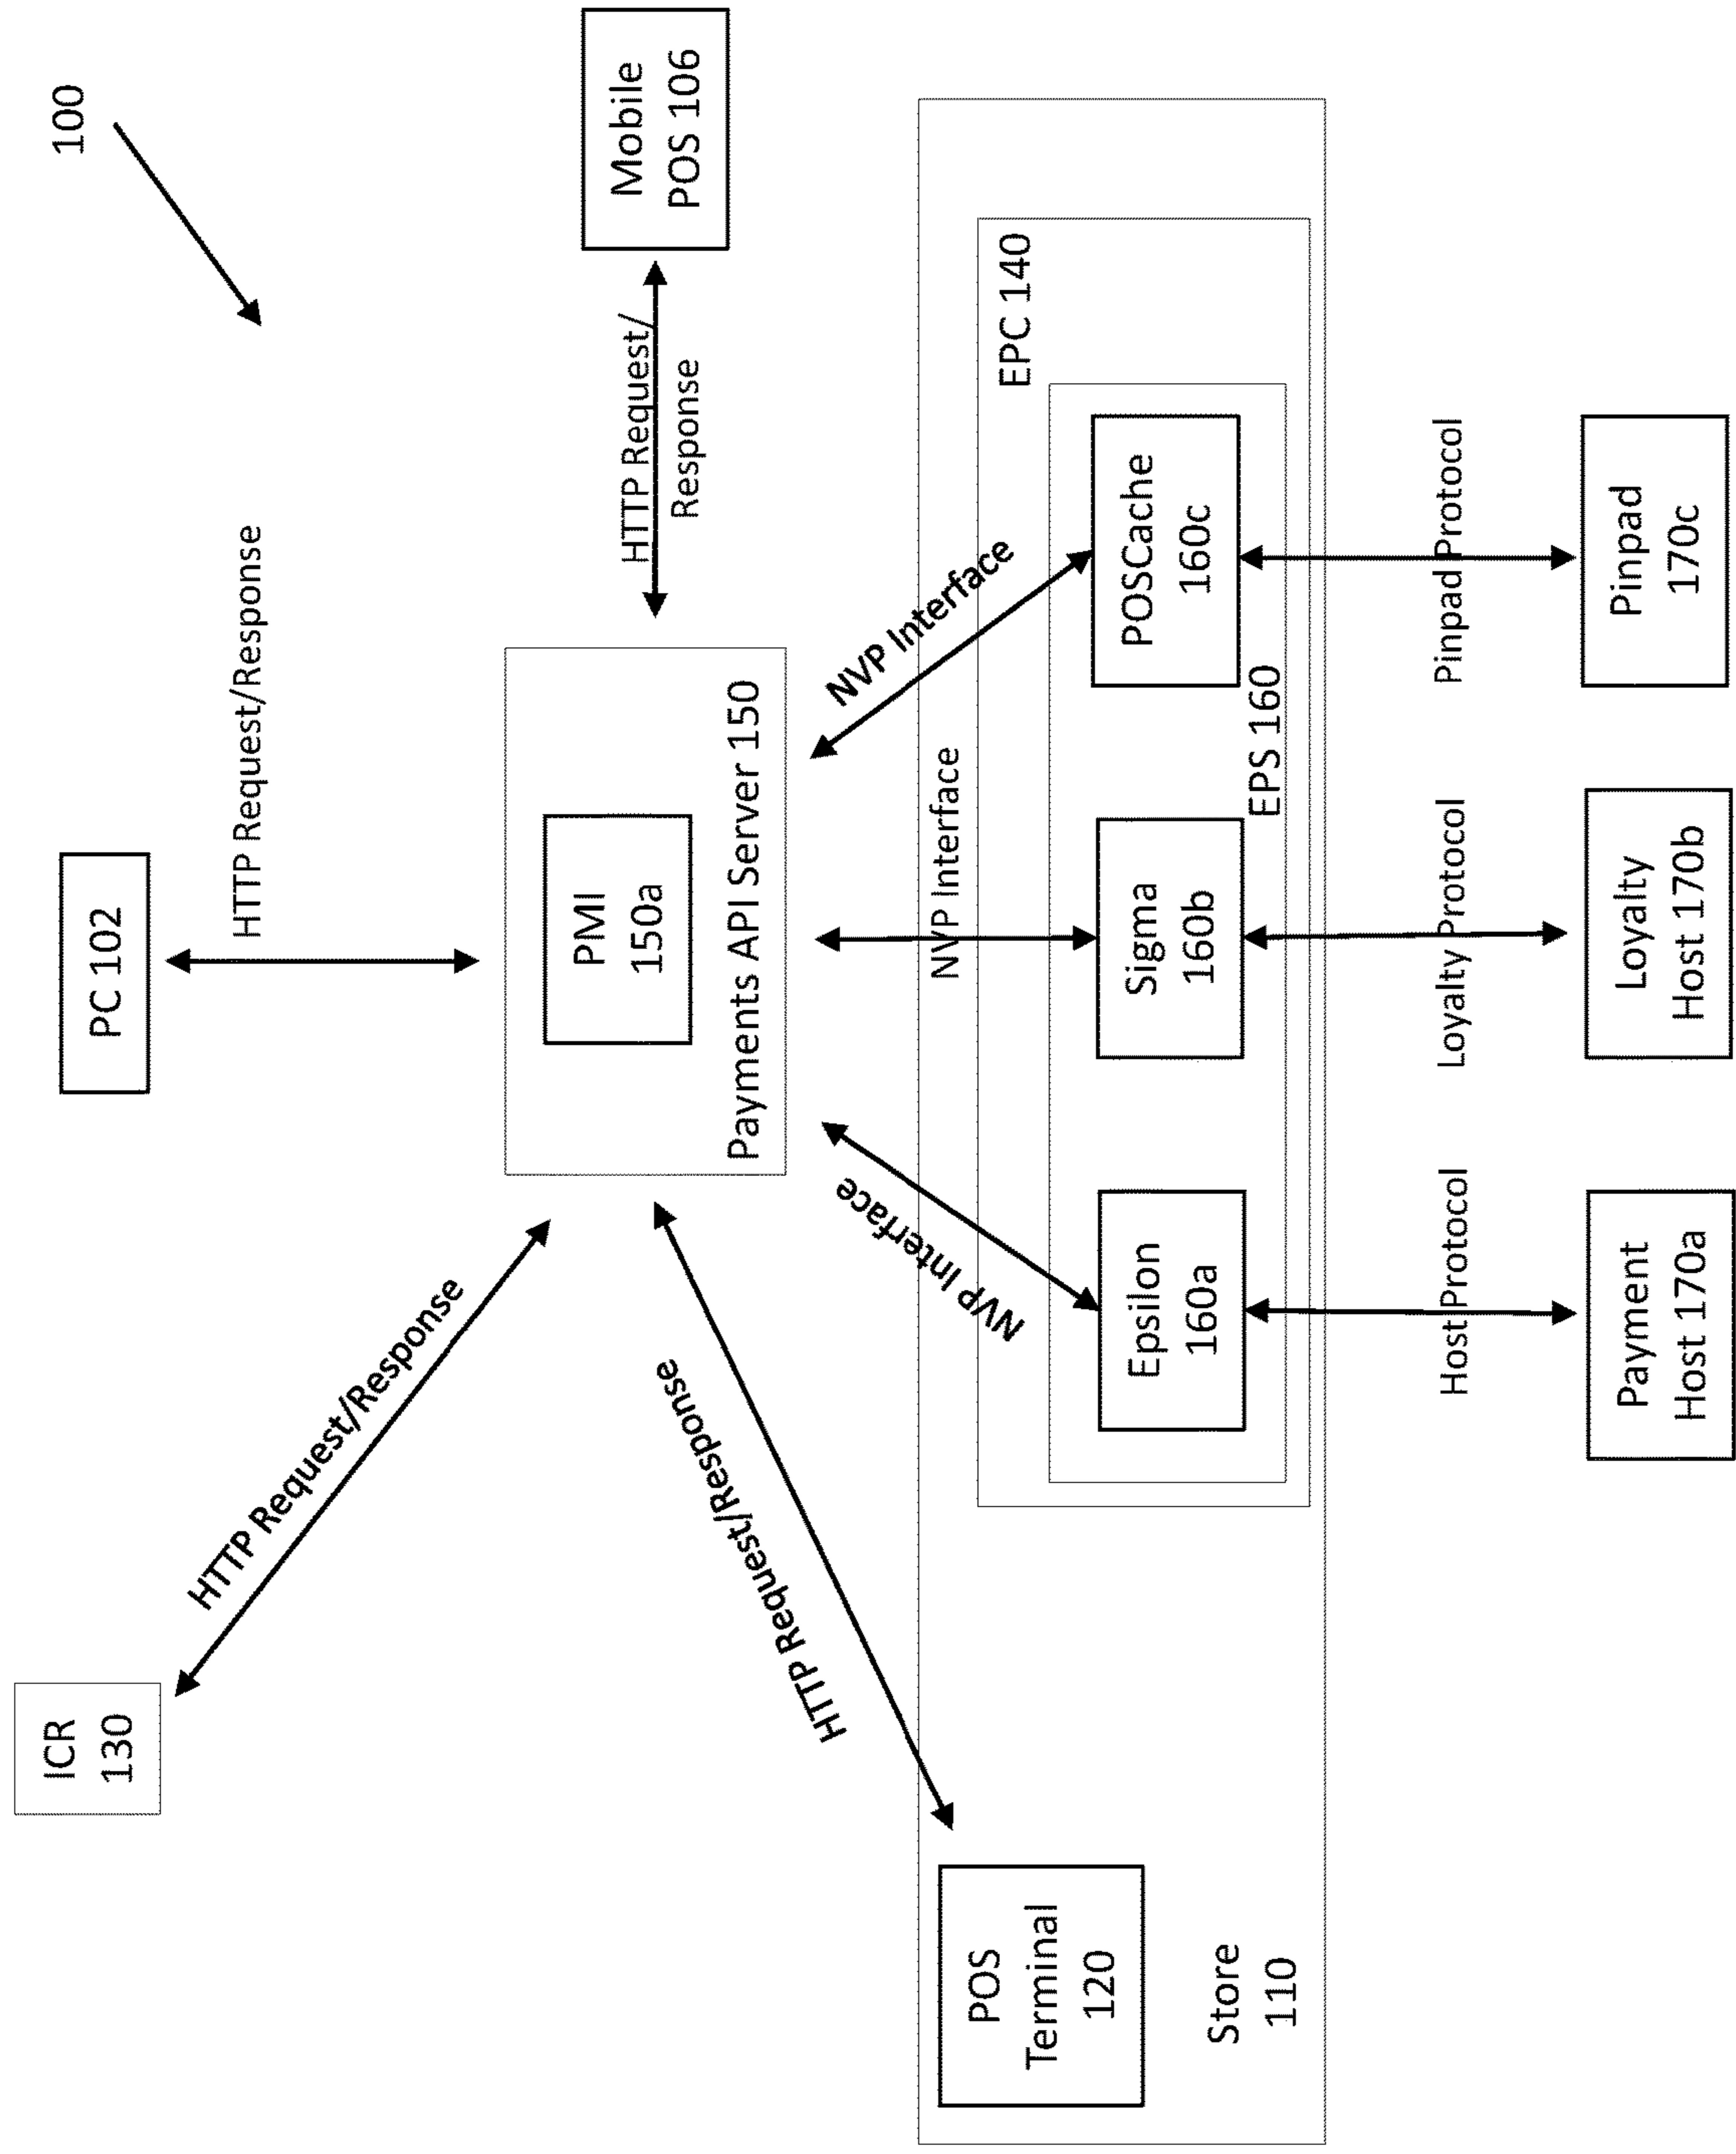 100
ICR
130
PC 102
HTTP Request/Response
HTTP Request/Response
Mobile
POS 106
HTTP Request/
Response
PMI
150a
Payments API Server 150
HTTP Request/Response
NVP Interface
NVP Interface
NVP Interface
POS
Terminal
120
Store
110
EPC 140
Epsilon
160a
Sigma
160b
POSCache
160c
EPS 160
Host Protocol
Loyalty Protocol
Pinpad Protocol
Payment
Host 170a
Loyalty
Host 170b
Pinpad
170c